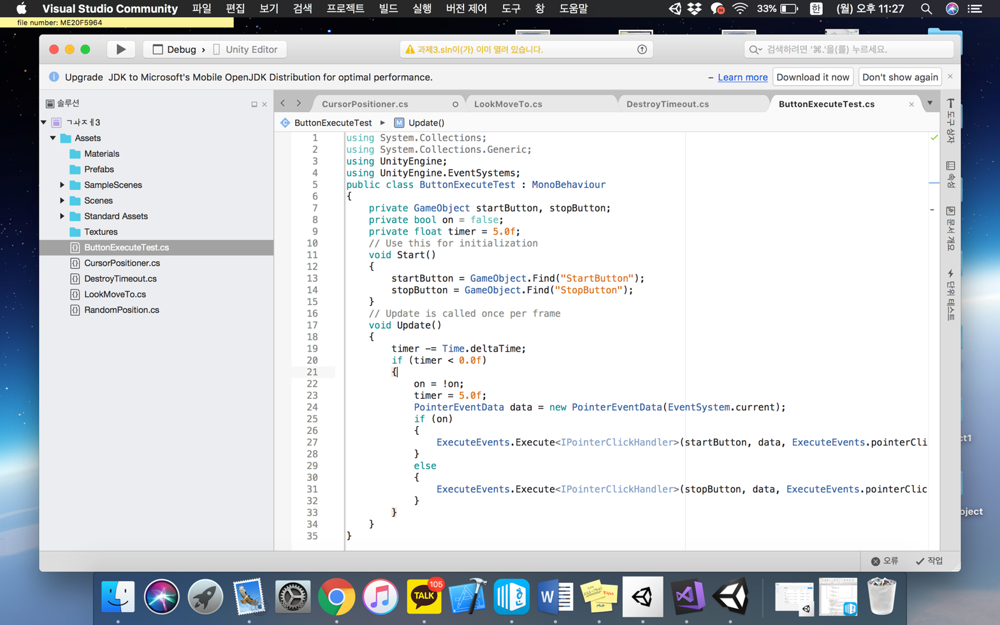 Visual Studio Community 파일 편집 보기 검색 프로젝트 빌드 실행 버전 제어 도구 창 도움말 N 33% 한 (월) 오후 11:27
file number: ME20F5964
Debug › Unity Editor
과제3.sln이(가) 이미 열려 있습니다.
검색하려면 '⌘.'을(를) 누르세요.
Upgrade JDK to Microsoft's Mobile OpenJDK Distribution for optimal performance.
– Learn more Download it now Don't show again ×
솔루션
CursorPositioner.cs LookMoveTo.cs DestroyTimeout.cs ButtonExecuteTest.cs ×
ButtonExecuteTest ▸ M Update()
ㄱㅘㅈㅔ3
Assets
Materials
Prefabs
SampleScenes
Scenes
Standard Assets
Textures
ButtonExecuteTest.cs
CursorPositioner.cs
DestroyTimeout.cs
LookMoveTo.cs
RandomPosition.cs
1 using System.Collections;
2 using System.Collections.Generic;
3 using UnityEngine;
4 using UnityEngine.EventSystems;
5 public class ButtonExecuteTest : MonoBehaviour
6 {
7 private GameObject startButton, stopButton;
8 private bool on = false;
9 private float timer = 5.0f;
10 // Use this for initialization
11 void Start()
12 {
13 startButton = GameObject.Find("StartButton");
14 stopButton = GameObject.Find("StopButton");
15 }
16 // Update is called once per frame
17 void Update()
18 {
19 timer -= Time.deltaTime;
20 if (timer < 0.0f)
21 {
22 on = !on;
23 timer = 5.0f;
24 PointerEventData data = new PointerEventData(EventSystem.current);
25 if (on)
26 {
27 ExecuteEvents.Execute<IPointerClickHandler>(startButton, data, ExecuteEvents.pointerCli
28 }
29 else
30 {
31 ExecuteEvents.Execute<IPointerClickHandler>(stopButton, data, ExecuteEvents.pointerClic
32 }
33 }
34 }
35 }
도구 상자
속성
문서 개요
단위 테스트
ct1
oject
오류 작업
TALK 105
W